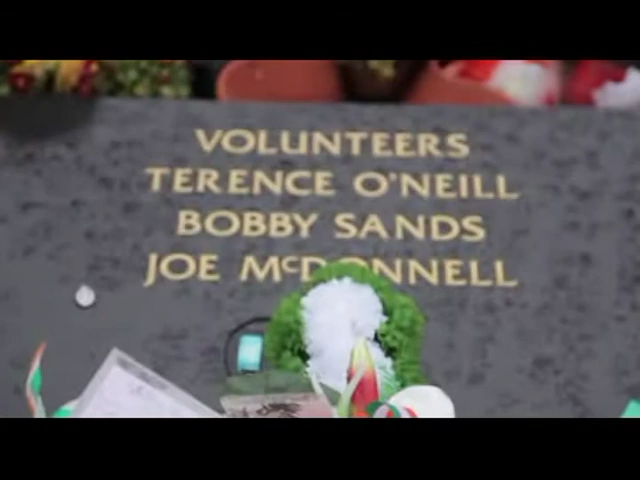 VOLUNTEERS
TERENCE O'NEILL
BOBBY SANDS
JOE McDONNELL